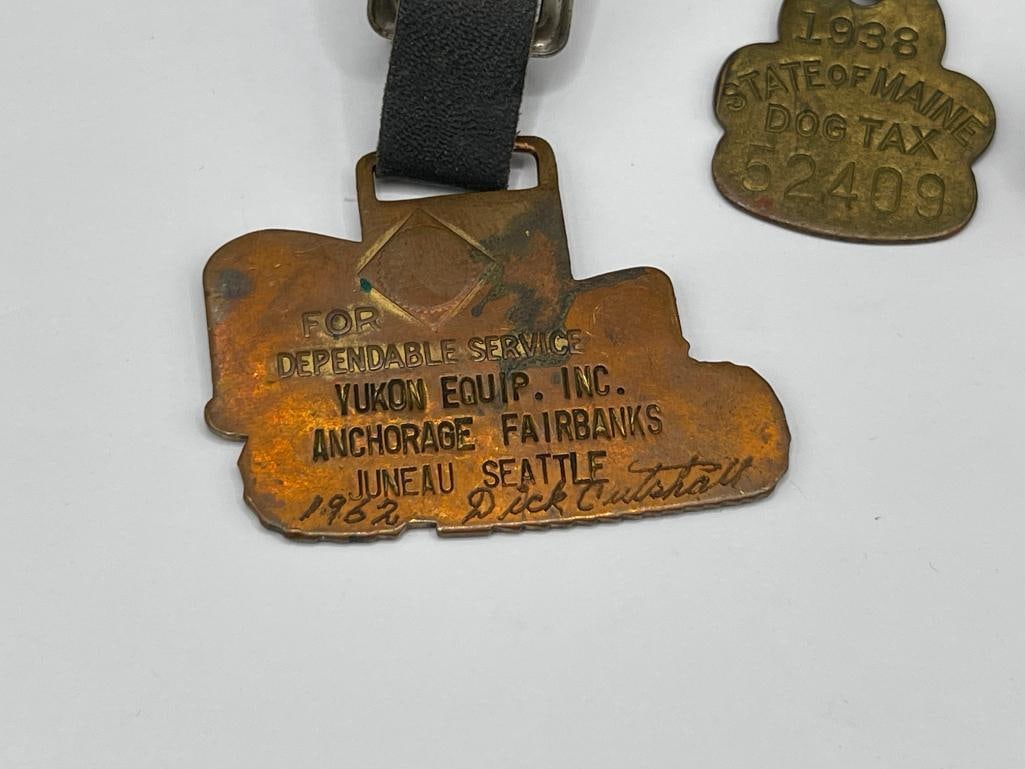 FOR
DEPENDABLE SERVICE
YUKON EQUIP. INC.
ANCHORAGE FAIRBANKS
JUNEAU SEATTLE
1962 Dick Cutshall
1938
STATE OF MAINE
DOG TAX
52409